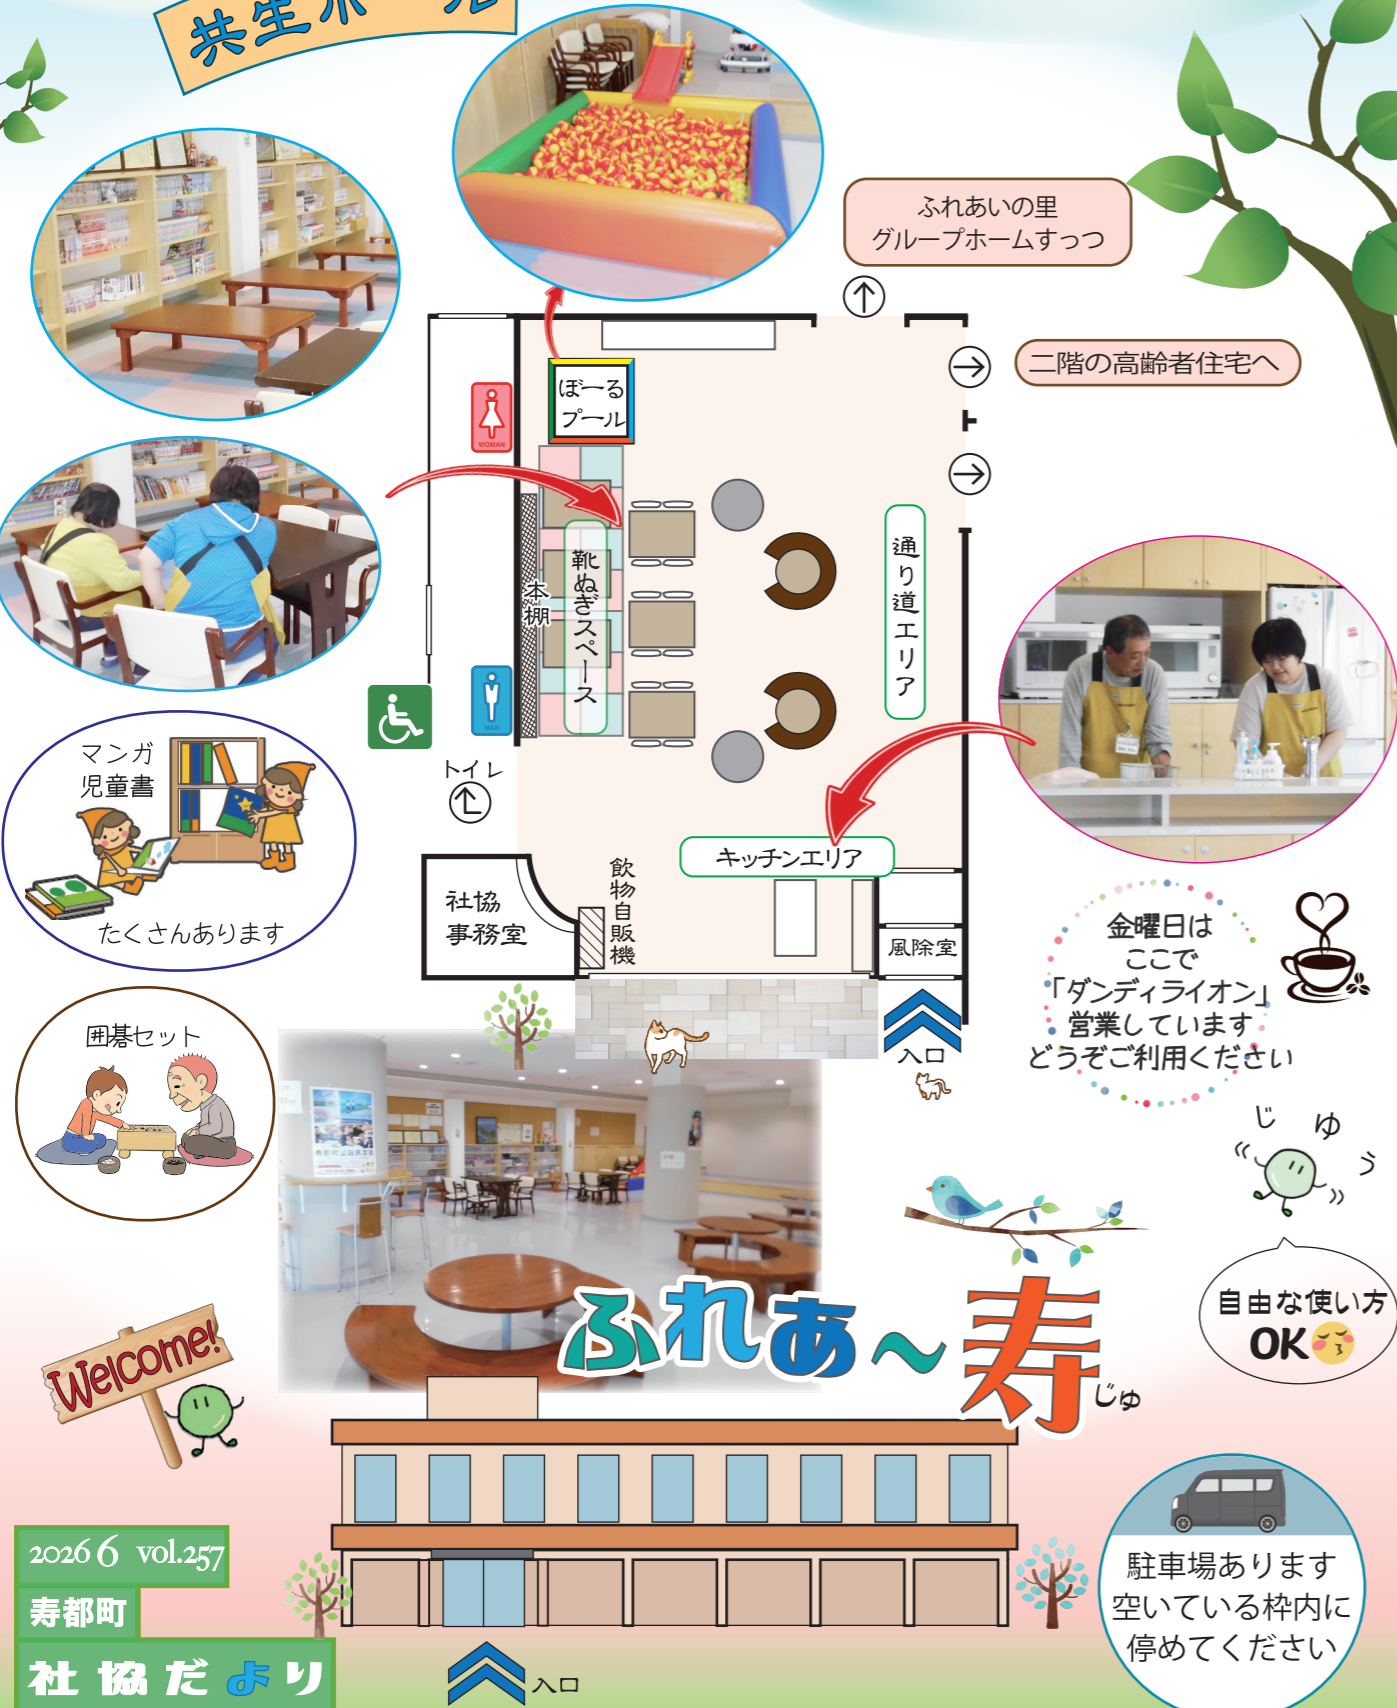 共生ホール
ふれあいの里
グループホームすっつ
二階の高齢者住宅へ
ぼーる
プール
WOMAN
本棚
靴ぬぎスペース
通り道エリア
MAN
トイレ
キッチンエリア
マンガ
児童書
たくさんあります
社協
事務室
飲物自販機
風除室
入口
金曜日は
ここで
「ダンディライオン」
営業しています
どうぞご利用ください
囲碁セット
じゆう
自由な使い方
OK
ふれあ～寿
じゅ
Welcome!
2026 6 vol.257
寿都町
社協だより
入口
駐車場あります
空いている枠内に
停めてください